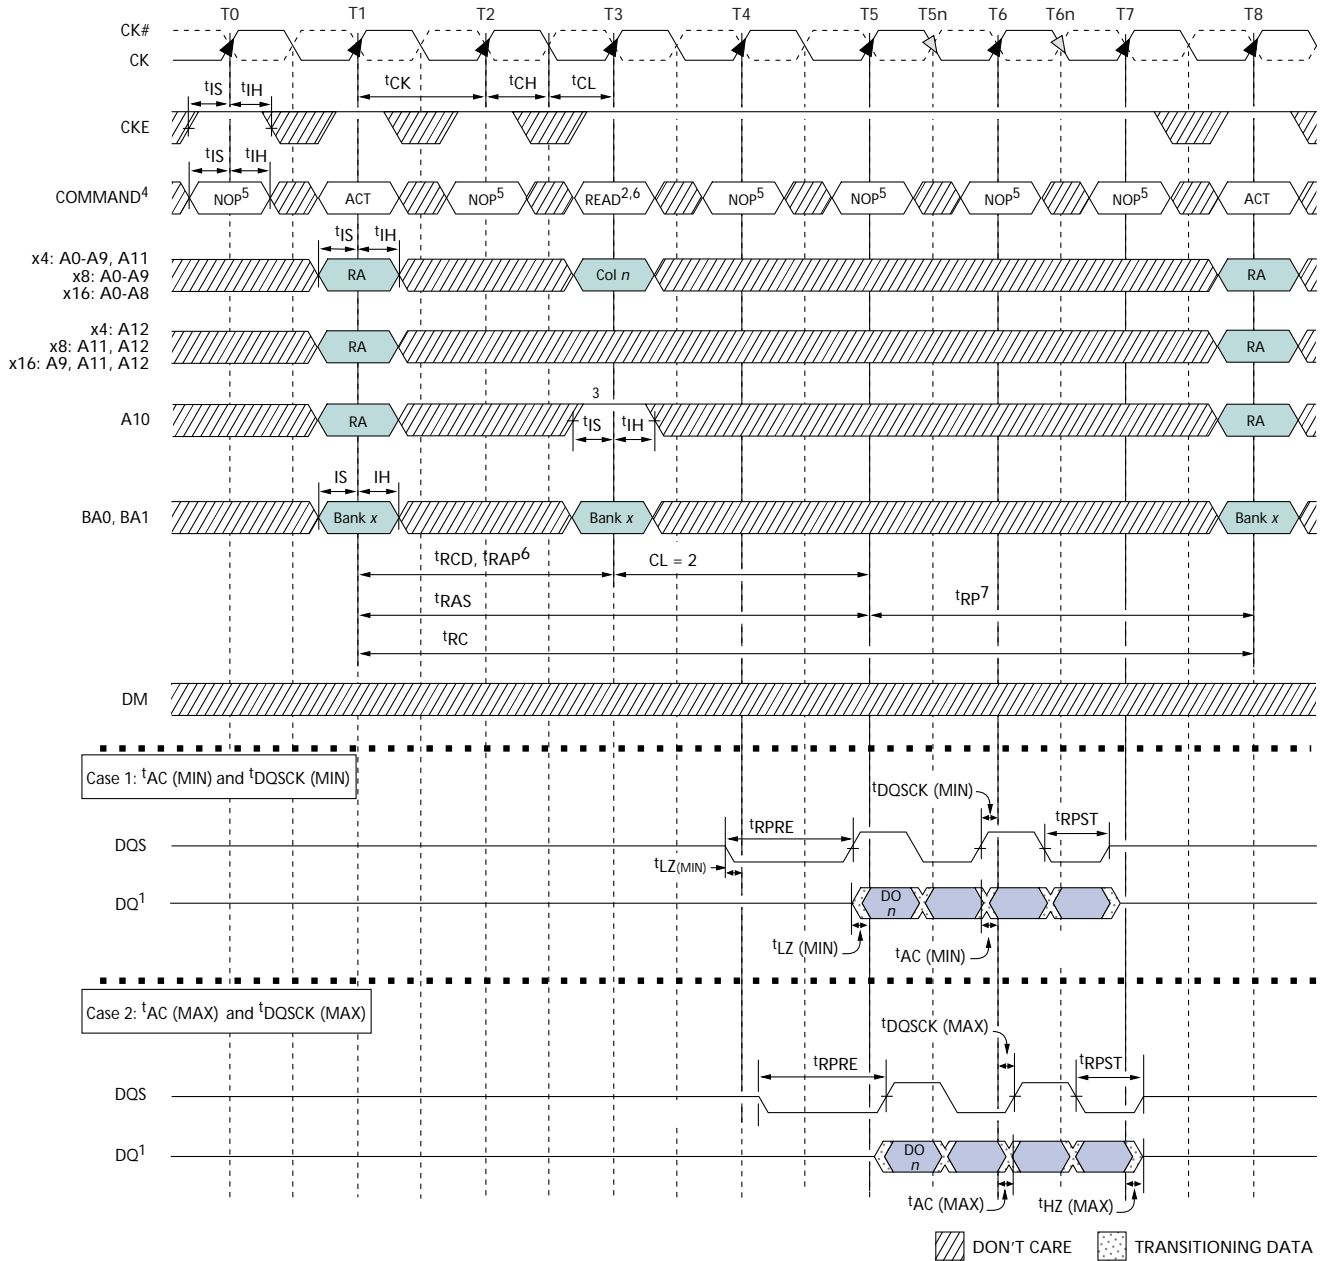 T0 T1 T2 T3 T4 T5 T5n T6 T6n T7 T8
CK#
CK
tCK tCH tCL
tIS tIH
CKE
tIS tIH
COMMAND4 NOP5 ACT NOP5 READ2,6 NOP5 NOP5 NOP5 NOP5 ACT
tIS tIH
x4: A0-A9, A11
x8: A0-A9
x16: A0-A8
RA Col n RA
x4: A12
x8: A11, A12
x16: A9, A11, A12
RA RA
3
A10 RA RA
tIS tIH
IS IH
BA0, BA1 Bank x Bank x Bank x
tRCD, tRAP6 CL = 2
tRAS tRP7
tRC
DM
Case 1: tAC (MIN) and tDQSCK (MIN)
tDQSCK (MIN)
tRPRE tRPST
DQS
tLZ(MIN)
DQ1 DO
n
tLZ (MIN) tAC (MIN)
Case 2: tAC (MAX) and tDQSCK (MAX)
tDQSCK (MAX)
tRPRE tRPST
DQS
DQ1 DO
n
tAC (MAX) tHZ (MAX)
DON'T CARE TRANSITIONING DATA